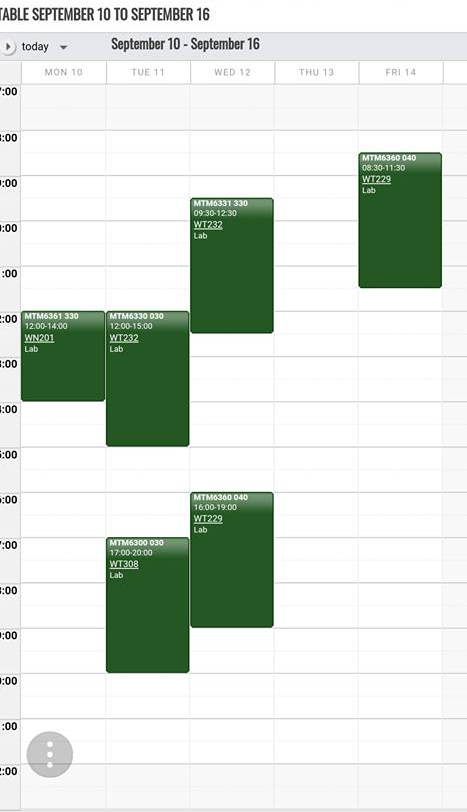 TABLE SEPTEMBER 10 TO SEPTEMBER 16
today
September 10 - September 16
MON 10
TUE 11
WED 12
THU 13
FRI 14
7:00
8:00
9:00
0:00
:00
2:00
3:00
4:00
5:00
6:00
7:00
8:00
9:00
0:00
:00
2:00
MTM6361 330
12:00-14:00
WN201
Lab
MTM6330 030
12:00-15:00
WT232
Lab
MTM6300 030
17:00-20:00
WT308
Lab
MTM6331 330
09:30-12:30
WT232
Lab
MTM6360 040
16:00-19:00
WT229
Lab
MTM6360 040
08:30-11:30
WT229
Lab